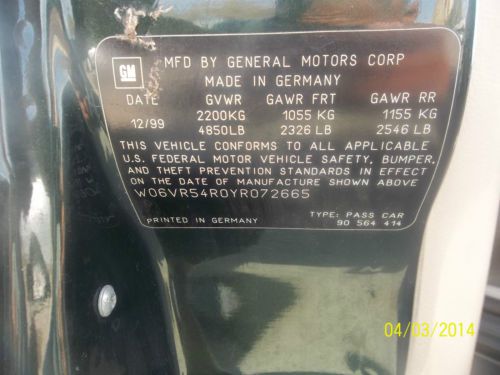 GM
MFD BY GENERAL MOTORS CORP
MADE IN GERMANY
DATE GVWR GAWR FRT GAWR RR
12/99 2200KG 1055 KG 1155 KG
4850LB 2326 LB 2546 LB
THIS VEHICLE CONFORMS TO ALL APPLICABLE
U.S. FEDERAL MOTOR VEHICLE SAFETY, BUMPER,
AND THEFT PREVENTION STANDARDS IN EFFECT
ON THE DATE OF MANUFACTURE SHOWN ABOVE
W06VR54R0YR072665
PRINTED IN GERMANY
TYPE: PASS CAR
90 564 414
04/03/2014